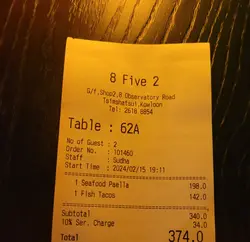 8 Five 2
G/f,Shop2,8 Observatory Road
Tsimshatsui,Kowloon
Tel: 2618 8854
Table : 62A
No of Guest : 2
Order No. : 101460
Staff : Sudha
Start Time : 2024/02/15 19:11
1 Seafood Paella 198.0
1 Fish Tacos 142.0
Subtotal 340.0
10% Ser. Charge 34.0
Total 374.0